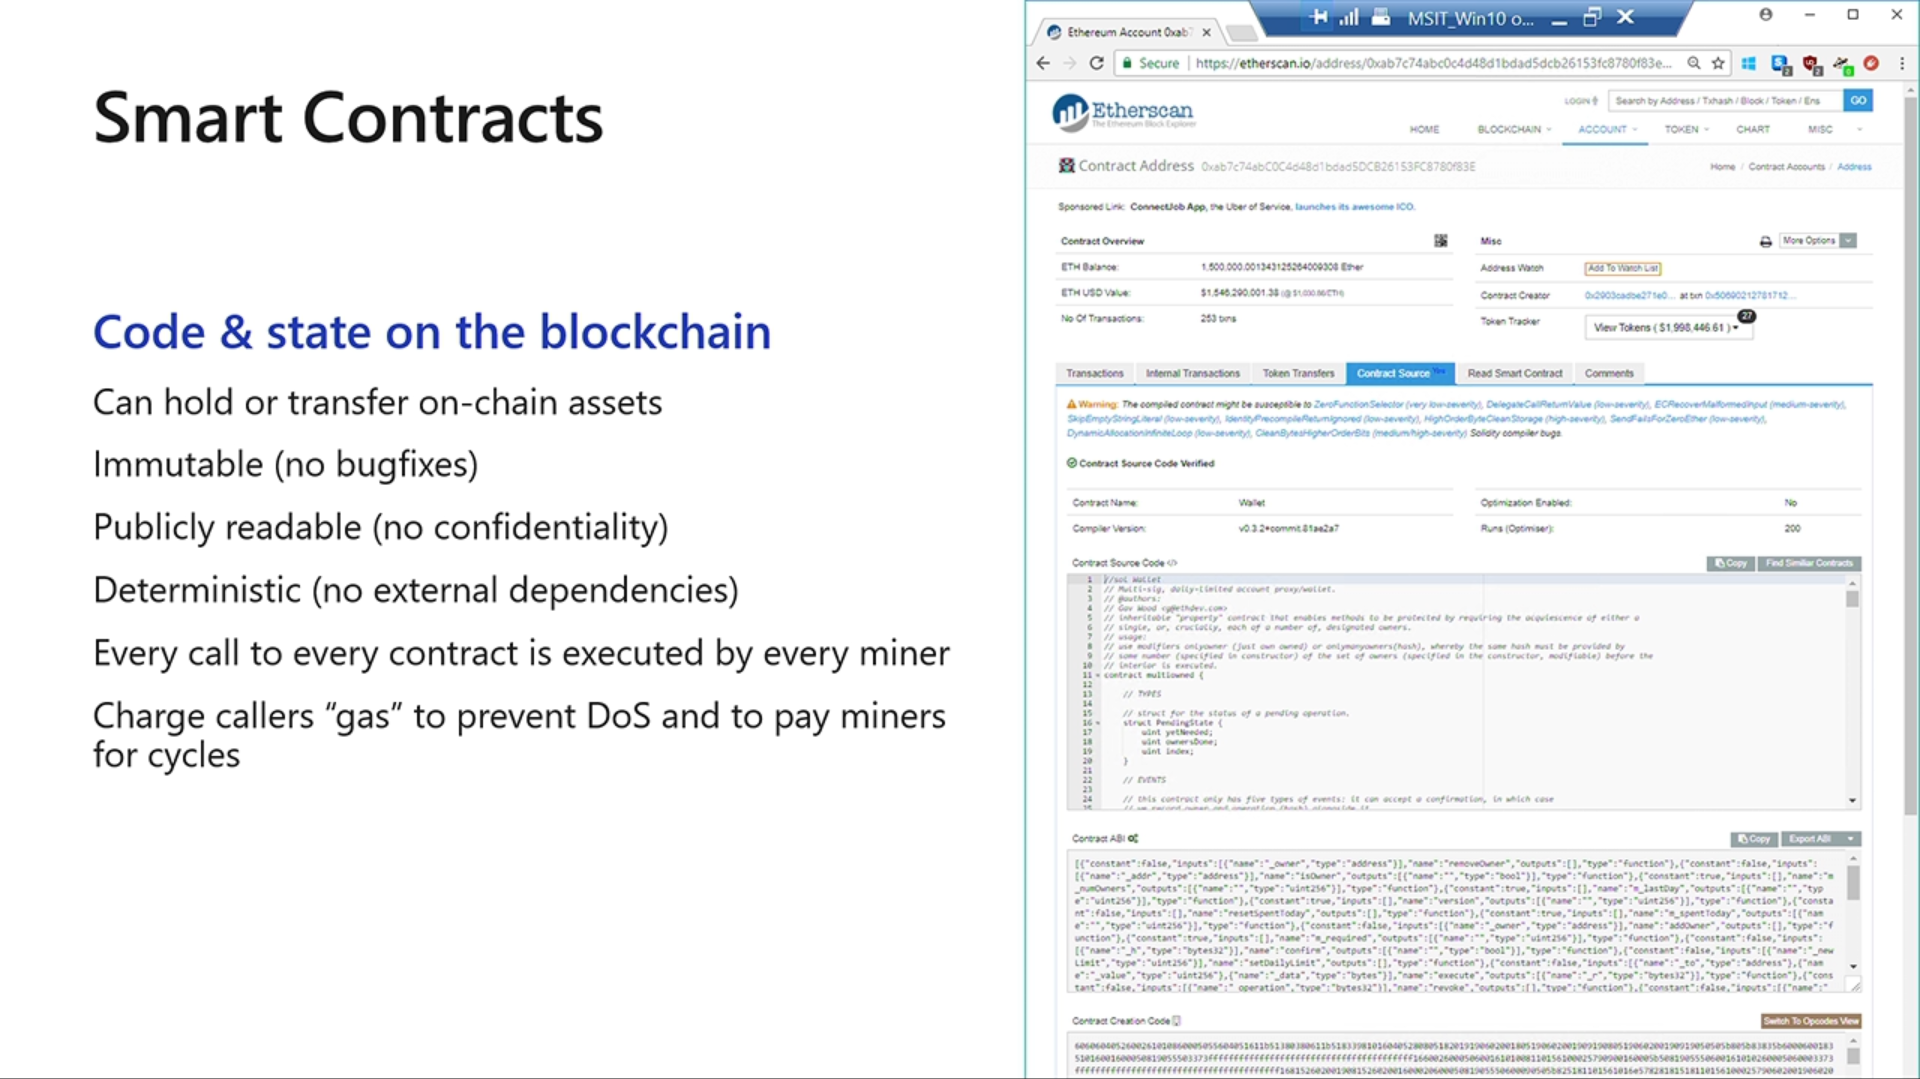 Smart Contracts
Code & state on the blockchain
Can hold or transfer on-chain assets
Immutable (no bugfixes)
Publicly readable (no confidentiality)
Deterministic (no external dependencies)
Every call to every contract is executed by every miner
Charge callers “gas” to prevent DoS and to pay miners
for cycles
MSIT_Win10 o...
Ethereum Account 0xab7
Secure | https://etherscan.io/address/0xab7c74abc0c4d48d1bdad5dcb26153fc8780f83e...
Etherscan
The Ethereum Block Explorer
LOGIN
Search by Address / Txhash / Block / Token / Ens
GO
HOME BLOCKCHAIN ACCOUNT TOKEN CHART MISC
Contract Address 0xab7c74abC0C4d48d1bdad5DCB26153FC8780f83E
Home / Contract Accounts / Address
Sponsored Link: ConnectJob App, the Uber of Service, launches its awesome ICO.
Contract Overview
ETH Balance: 1,500,000.001343125264009308 Ether
ETH USD Value: $1,546,290,001.38 (@ $1,030.86/ETH)
No Of Transactions: 253 txns
Misc
More Options
Address Watch Add To Watch List
Contract Creator 0x2903cadbe271e0... at txn 0x50690212781712...
Token Tracker View Tokens ( $1,998,446.61 ) 27
Transactions Internal Transactions Token Transfers Contract Source Yes Read Smart Contract Comments
Warning: The compiled contract might be susceptible to ZeroFunctionSelector (very low-severity), DelegateCallReturnValue (low-severity), ECRecoverMalformedInput (medium-severity),
SkipEmptyStringLiteral (low-severity), IdentityPrecompileReturnIgnored (low-severity), HighOrderByteCleanStorage (high-severity), SendFailsForZeroEther (low-severity),
DynamicAllocationInfiniteLoop (low-severity), CleanBytesHigherOrderBits (medium/high-severity) Solidity compiler bugs.
Contract Source Code Verified
Contract Name: Wallet
Compiler Version: v0.3.2+commit.81ae2a7
Optimization Enabled: No
Runs (Optimiser): 200
Contract Source Code </>
Copy Find Similiar Contracts
1 //sol Wallet
2 // Multi-sig, daily-limited account proxy/wallet.
3 // @authors:
4 // Gav Wood <g@ethdev.com>
5 // inheritable "property" contract that enables methods to be protected by requiring the acquiescence of either a
6 // single, or, crucially, each of a number of, designated owners.
7 // usage:
8 // use modifiers onlyowner (just own owned) or onlymanyowners(hash), whereby the same hash must be provided by
9 // some number (specified in constructor) of the set of owners (specified in the constructor, modifiable) before the
10 // interior is executed.
11 contract multiowned {
12
13 // TYPES
14
15 // struct for the status of a pending operation.
16 struct PendingState {
17 uint yetNeeded;
18 uint ownersDone;
19 uint index;
20 }
21
22 // EVENTS
23
24 // this contract only has five types of events: it can accept a confirmation, in which case
25 // we record owner and operation (hash) alongside it.
Contract ABI
Copy Export ABI
[{"constant":false,"inputs":[{"name":"_owner","type":"address"}],"name":"removeOwner","outputs":[],"type":"function"},{"constant":false,"inputs":
[{"name":"_addr","type":"address"}],"name":"isOwner","outputs":[{"name":"","type":"bool"}],"type":"function"},{"constant":true,"inputs":[],"name":"m
_numOwners","outputs":[{"name":"","type":"uint256"}],"type":"function"},{"constant":true,"inputs":[],"name":"m_lastDay","outputs":[{"name":"","typ
e":"uint256"}],"type":"function"},{"constant":true,"inputs":[],"name":"version","outputs":[{"name":"","type":"uint256"}],"type":"function"},{"consta
nt":false,"inputs":[],"name":"resetSpentToday","outputs":[],"type":"function"},{"constant":true,"inputs":[],"name":"m_spentToday","outputs":[{"nam
e":"","type":"uint256"}],"type":"function"},{"constant":false,"inputs":[{"name":"_owner","type":"address"}],"name":"addOwner","outputs":[],"type":"f
unction"},{"constant":true,"inputs":[],"name":"m_required","outputs":[{"name":"","type":"uint256"}],"type":"function"},{"constant":false,"inputs":
[{"name":"_h","type":"bytes32"}],"name":"confirm","outputs":[{"name":"","type":"bool"}],"type":"function"},{"constant":false,"inputs":[{"name":"_new
Limit","type":"uint256"}],"name":"setDailyLimit","outputs":[],"type":"function"},{"constant":false,"inputs":[{"name":"_to","type":"address"},{"nam
e":"_value","type":"uint256"},{"name":"_data","type":"bytes"}],"name":"execute","outputs":[{"name":"_r","type":"bytes32"}],"type":"function"},{"cons
tant":false,"inputs":[{"name":"_operation","type":"bytes32"}],"name":"revoke","outputs":[],"type":"function"},{"constant":false,"inputs":[{"name":"
Contract Creation Code
Switch To Opcodes View